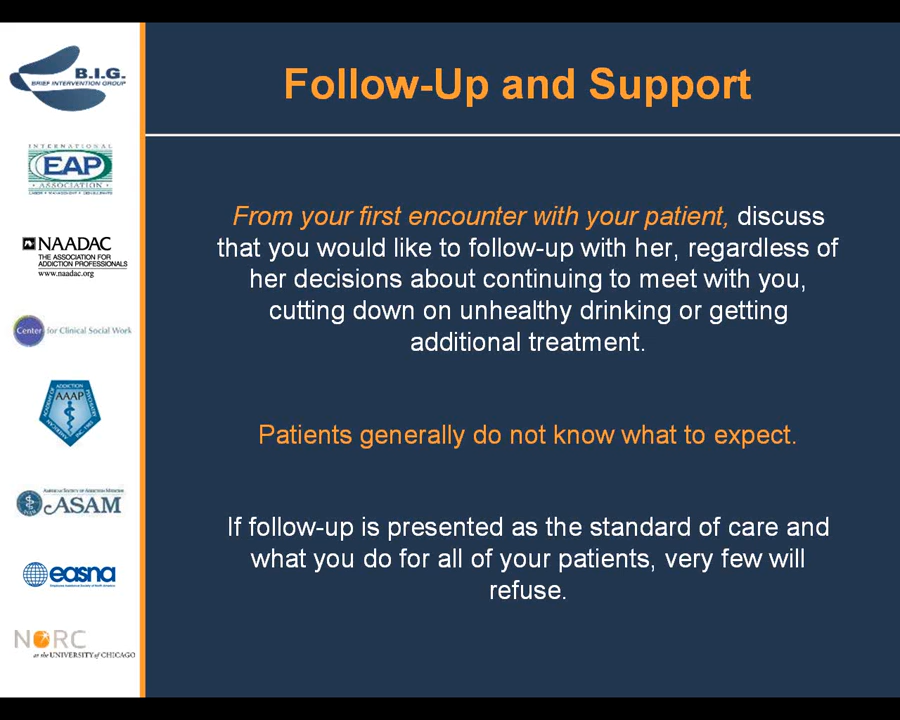 B.I.G.
BRIEF INTERVENTION GROUP
INTERNATIONAL
EAP
ASSOCIATION
NAADAC
THE ASSOCIATION FOR
ADDICTION PROFESSIONALS
www.naadac.org
Center for Clinical Social Work
AAAP
AMERICAN SOCIETY OF ADDICTION MEDICINE
ASAM
easna
NORC
at the UNIVERSITY of CHICAGO
Follow-Up and Support
From your first encounter with your patient, discuss
that you would like to follow-up with her, regardless of
her decisions about continuing to meet with you,
cutting down on unhealthy drinking or getting
additional treatment.
Patients generally do not know what to expect.
If follow-up is presented as the standard of care and
what you do for all of your patients, very few will
refuse.